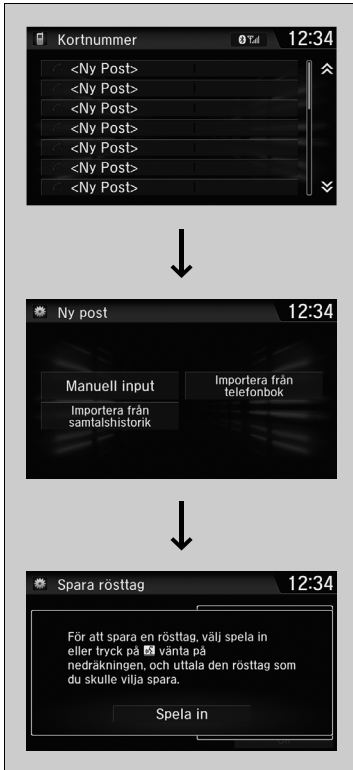 Kortnummer 12:34
<Ny Post>
<Ny Post>
<Ny Post>
<Ny Post>
<Ny Post>
<Ny Post>
<Ny Post>
Ny post 12:34
Manuell input
Importera från
telefonbok
Importera från
samtalshistorik
Spara rösttag 12:34
För att spara en rösttag, välj spela in
eller tryck på vänta på
nedräkningen, och uttala den rösttag som
du skulle vilja spara.
Spela in